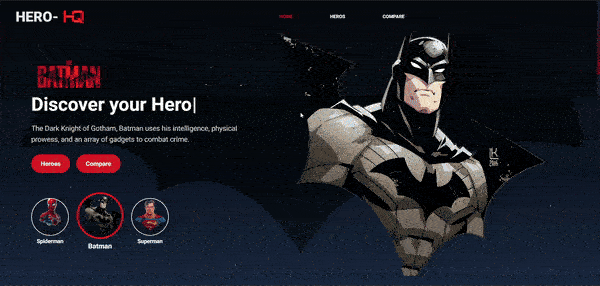 HERO- HQ
HOME HEROS COMPARE
BATMAN
Discover your Hero|
The Dark Knight of Gotham, Batman uses his intelligence, physical
prowess, and an array of gadgets to combat crime.
Heroes Compare
Spiderman Batman Superman